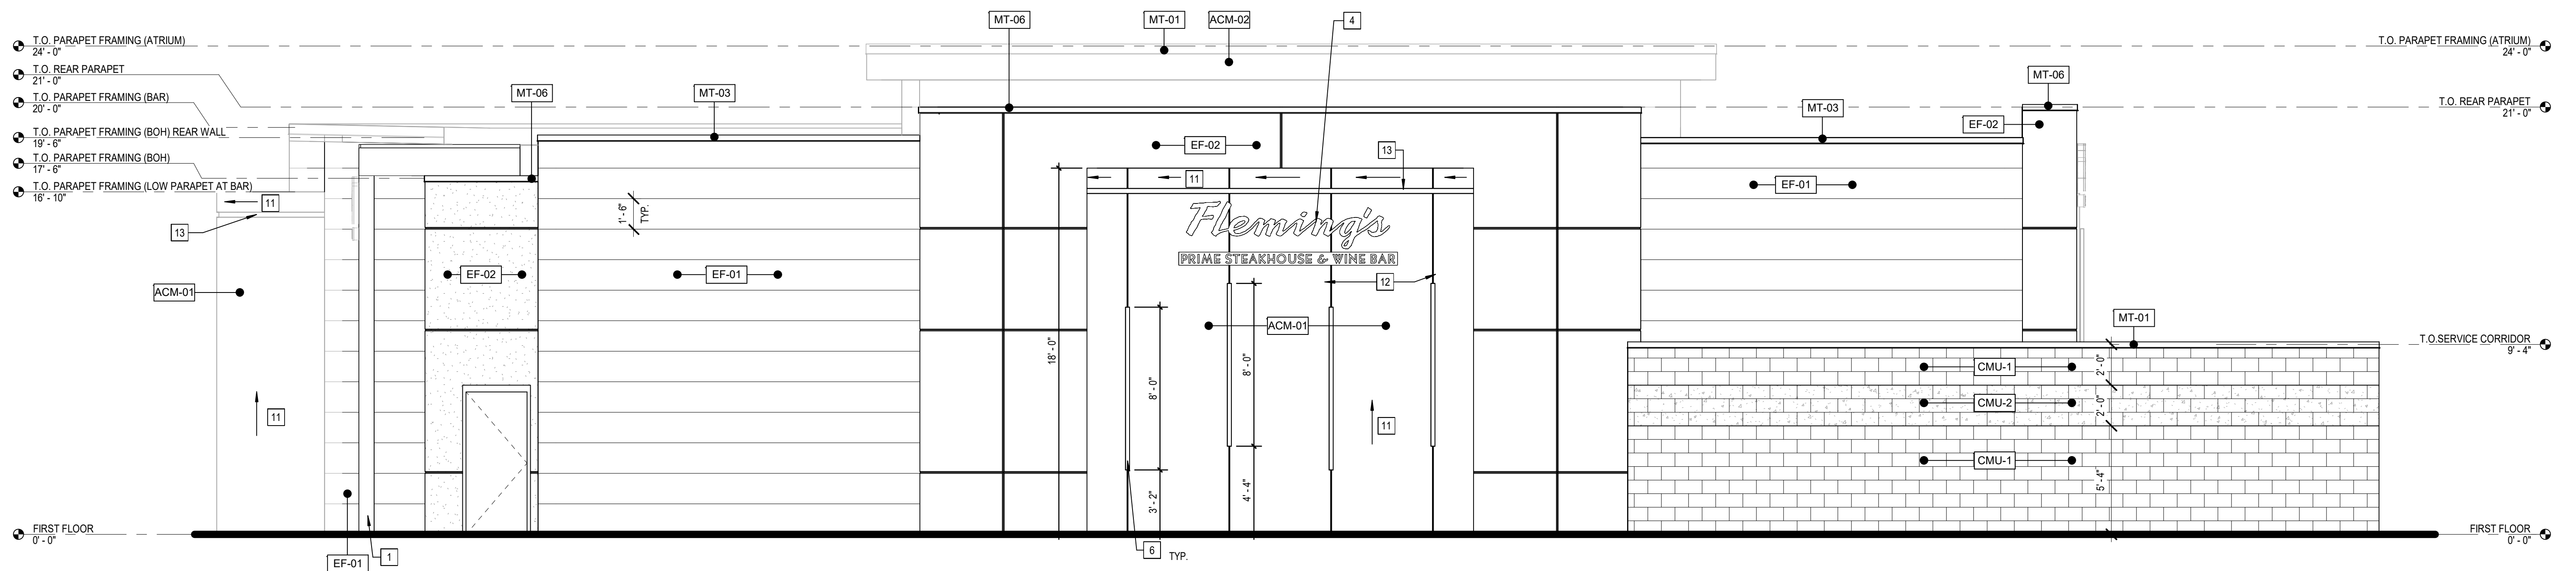 MT-06
MT-01
ACM-02
4
T.O. PARAPET FRAMING (ATRIUM)
24' - 0"
T.O. PARAPET FRAMING (ATRIUM)
24' - 0"
T.O. REAR PARAPET
21' - 0"
MT-06
MT-06
MT-03
T.O. PARAPET FRAMING (BAR)
20' - 0"
MT-03
T.O. REAR PARAPET
21' - 0"
EF-02
T.O. PARAPET FRAMING (BOH) REAR WALL
19' - 6"
EF-02
13
T.O. PARAPET FRAMING (BOH)
17' - 6"
11
EF-01
T.O. PARAPET FRAMING (LOW PARAPET AT BAR)
16' - 10"
11
1' - 6"
TYP.
13
Fleming's
PRIME STEAKHOUSE & WINE BAR
EF-02
EF-01
12
ACM-01
ACM-01
MT-01
T.O.SERVICE CORRIDOR
9' - 4"
18' - 0"
8' - 0"
8' - 0"
CMU-1
2' - 0"
CMU-2
2' - 0"
11
11
CMU-1
5' - 4"
3' - 2"
4' - 4"
FIRST FLOOR
0' - 0"
FIRST FLOOR
0' - 0"
1
6
TYP.
EF-01